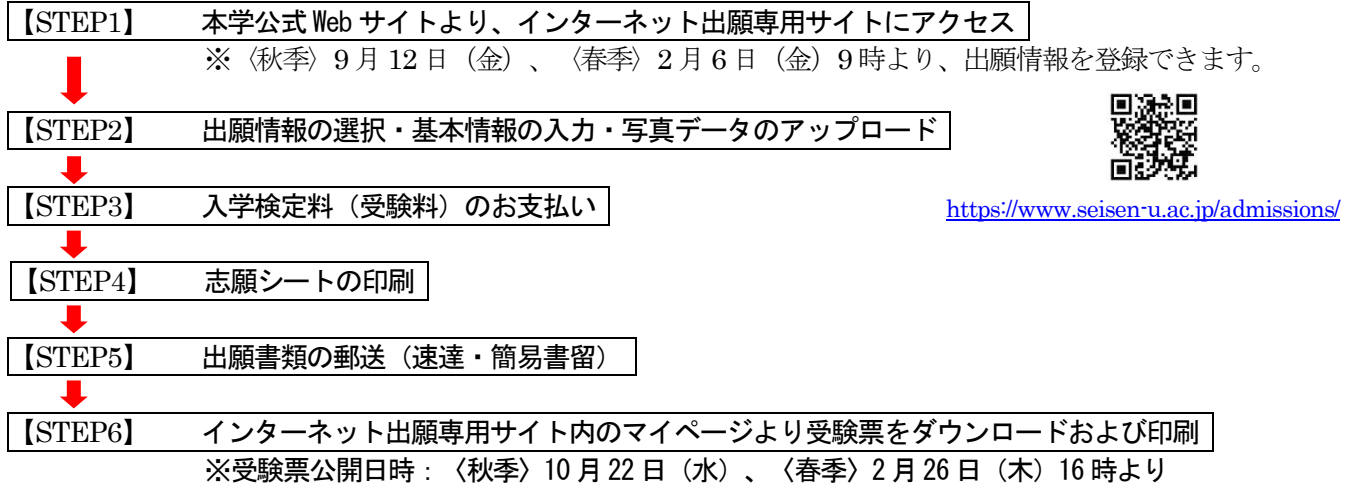 【STEP1】 本学公式 Web サイトより、インターネット出願専用サイトにアクセス
※〈秋季〉9 月 12 日（金）、〈春季〉2 月 6 日（金）9 時より、出願情報を登録できます。
【STEP2】 出願情報の選択・基本情報の入力・写真データのアップロード
【STEP3】 入学検定料（受験料）のお支払い
https://www.seisen-u.ac.jp/admissions/
【STEP4】 志願シートの印刷
【STEP5】 出願書類の郵送（速達・簡易書留）
【STEP6】 インターネット出願専用サイト内のマイページより受験票をダウンロードおよび印刷
※受験票公開日時：〈秋季〉10 月 22 日（水）、〈春季〉2 月 26 日（木）16 時より